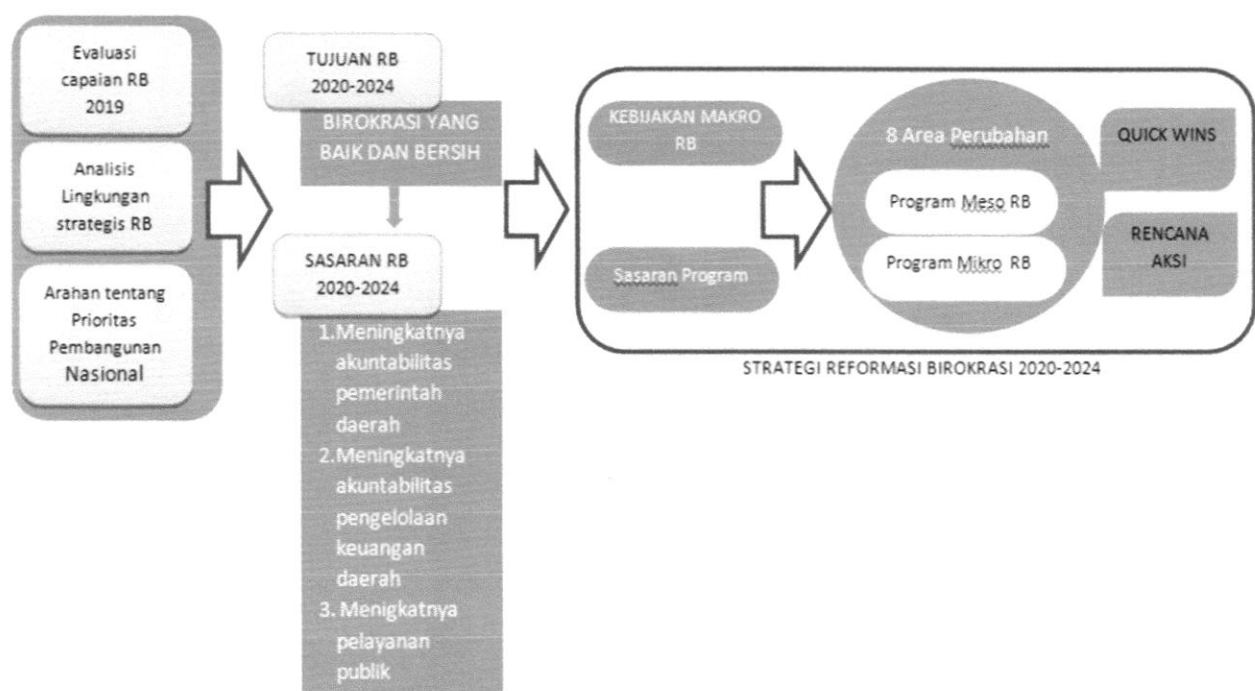 Evaluasi
capaian RB
2019
Analisis
Lingkungan
strategis RB
Arahan tentang
Prioritas
Pembangunan
Nasional
TUJUAN RB
2020-2024
BIROKRASI YANG
BAIK DAN BERSIH
SASARAN RB
2020-2024
1.Meningkatnya
akuntabilitas
pemerintah
daerah
2.Meningkatnya
akuntabilitas
pengelolaan
keuangan
daerah
3. Menigkatnya
pelayanan
publik
KEBIJAKAN MAKRO
RB
Sasaran Program
8 Area Perubahan
Program Meso RB
Program Mikro RB
QUICK WINS
RENCANA
AKSI
STRATEGI REFORMASI BIROKRASI 2020-2024